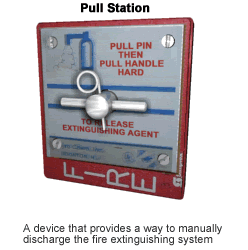 Pull Station
PULL PIN
THEN
PULL HANDLE
HARD
TO RELEASE
EXTINGUISHING AGENT
FIRE
A device that provides a way to manually
discharge the fire extinguishing system